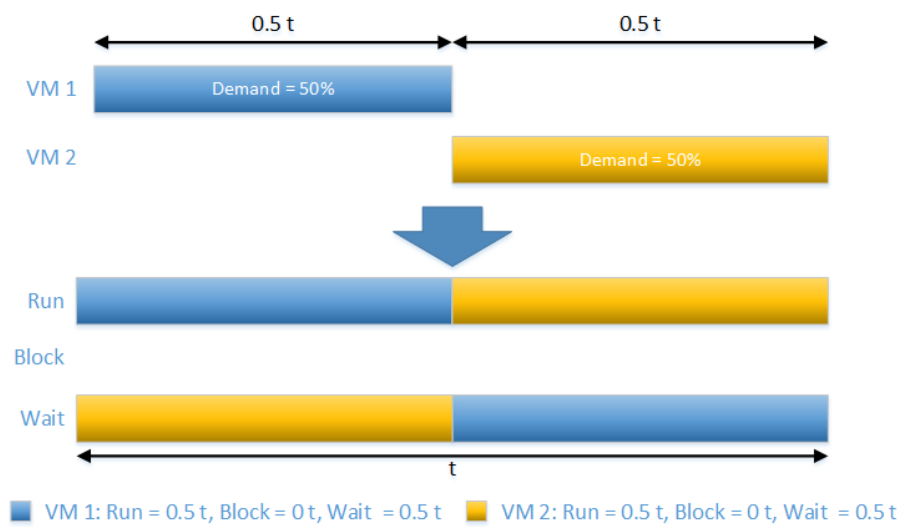 0.5 t 0.5 t
VM 1 Demand = 50%
VM 2 Demand = 50%
Run
Block
Wait
t
VM 1: Run = 0.5 t, Block = 0 t, Wait = 0.5 t VM 2: Run = 0.5 t, Block = 0 t, Wait = 0.5 t